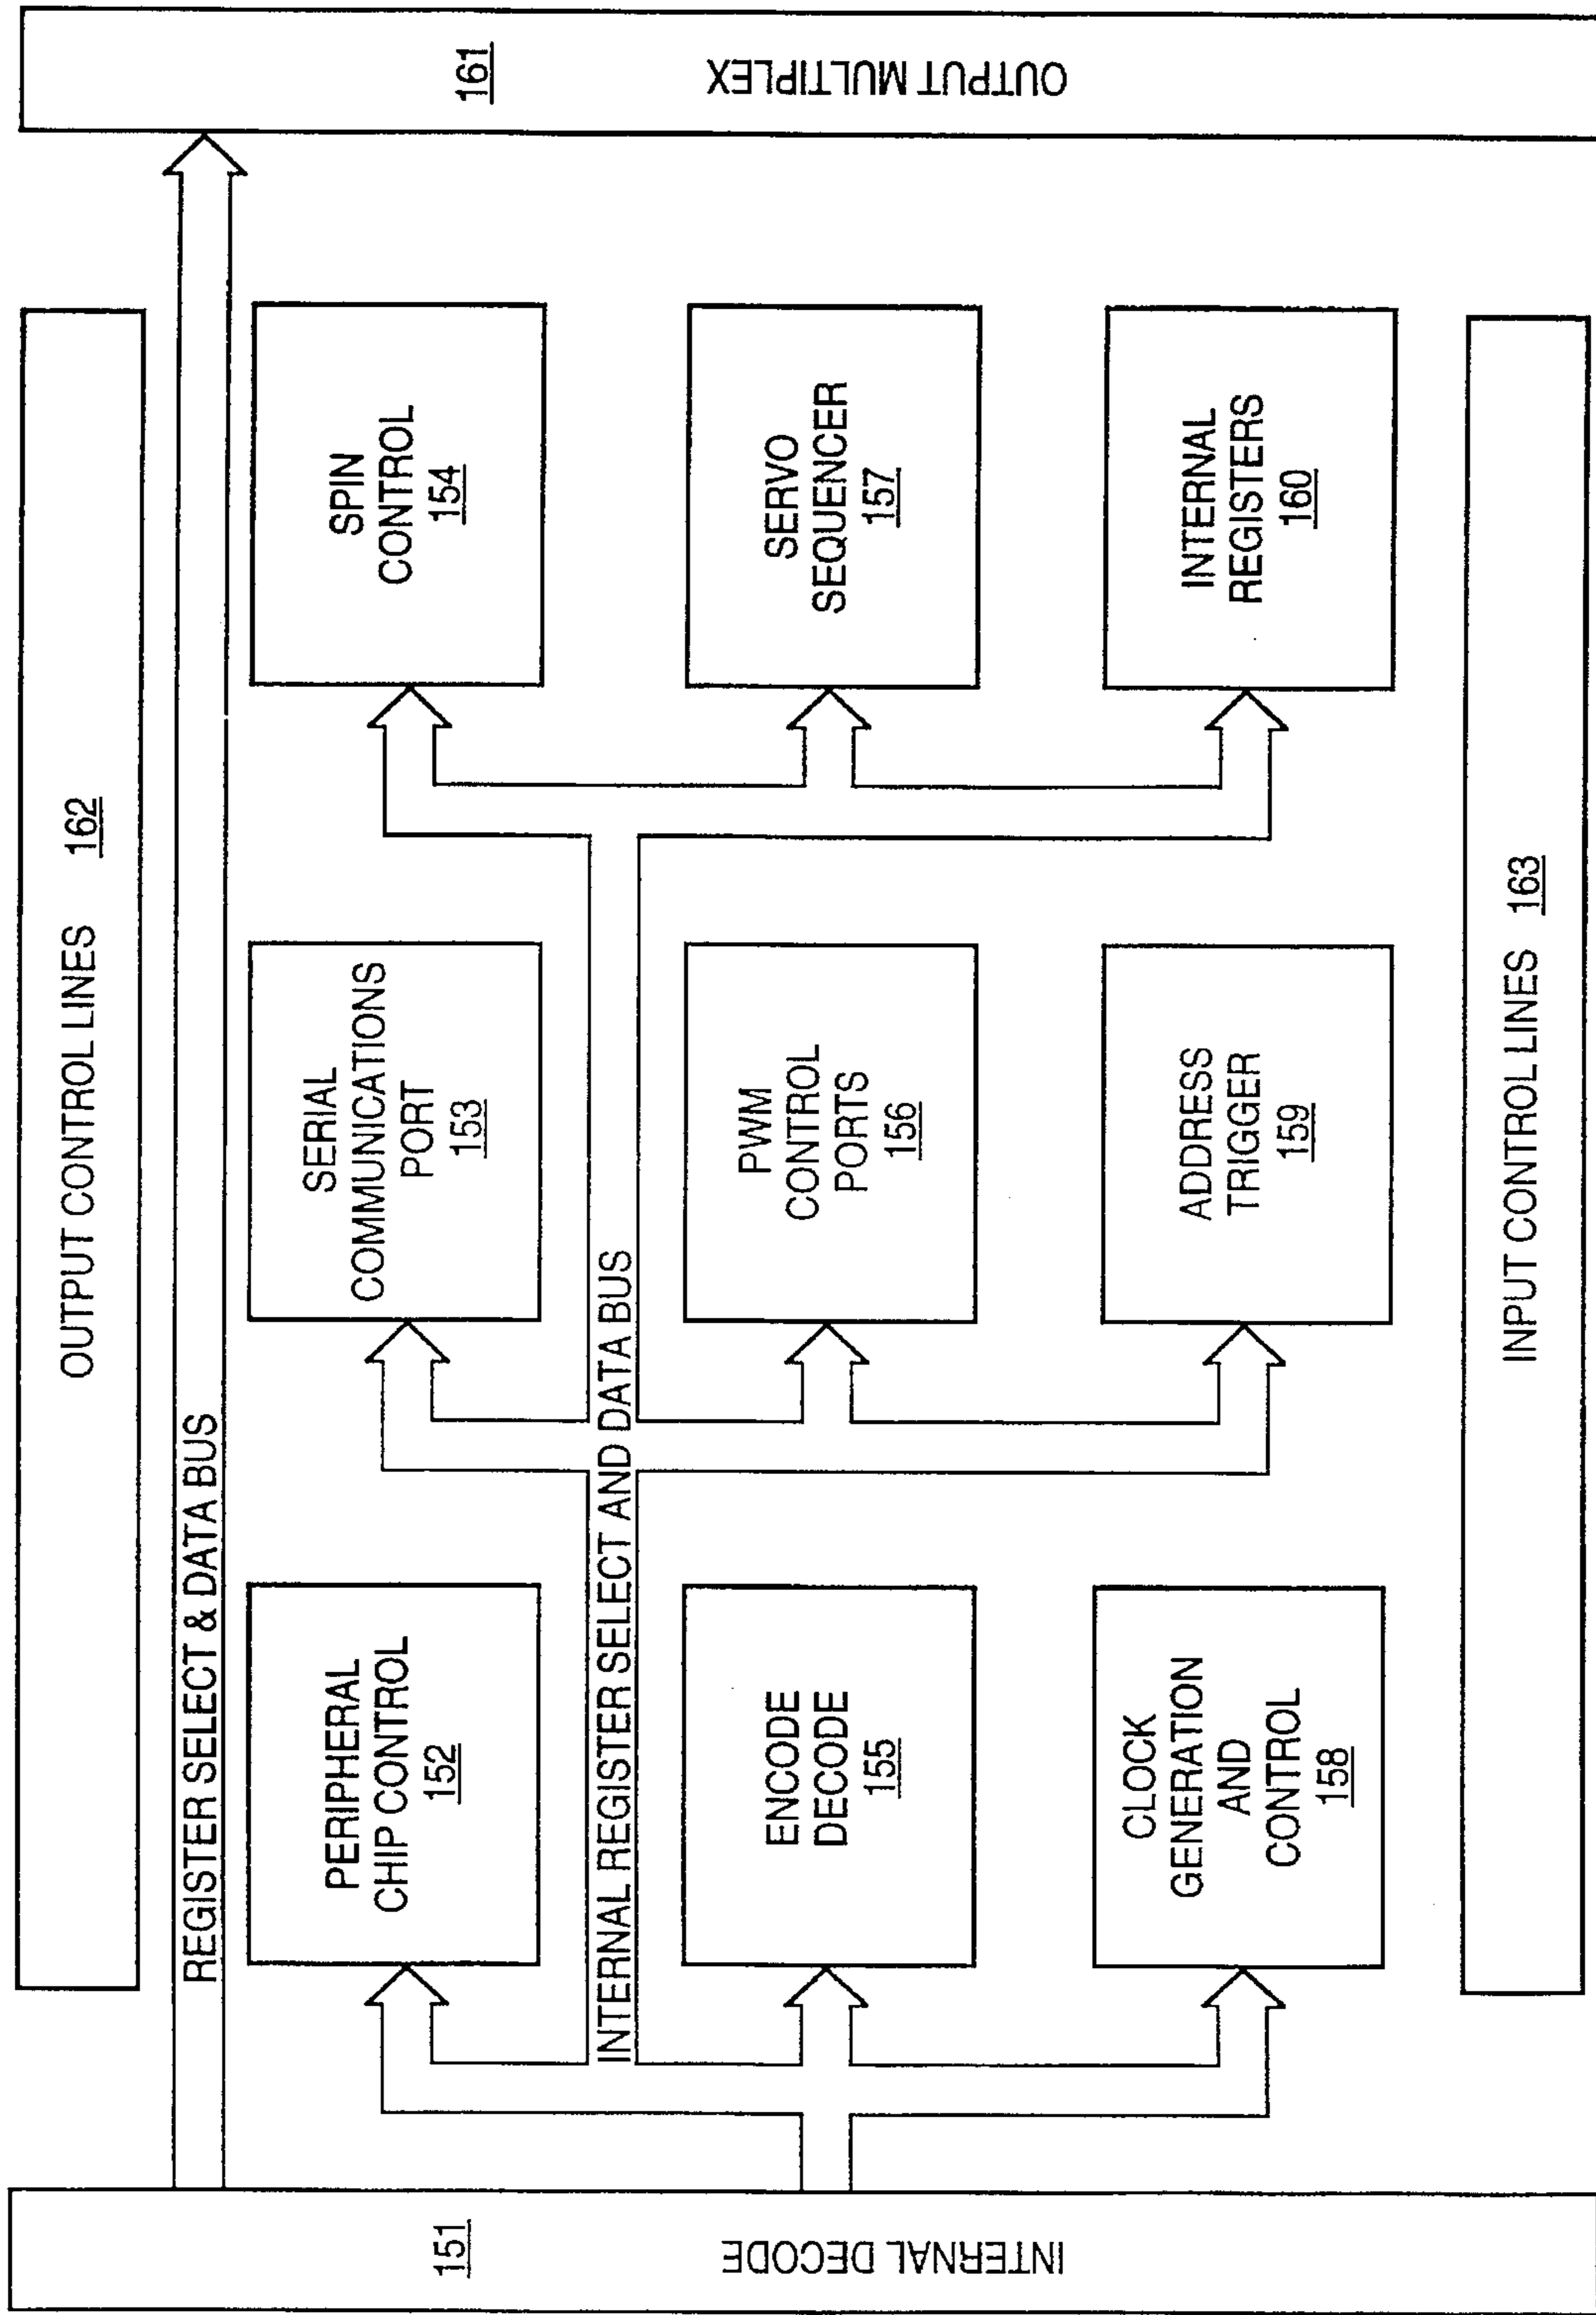 OUTPUT CONTROL LINES 162
REGISTER SELECT & DATA BUS
151
INTERNAL DECODE
PERIPHERAL
CHIP CONTROL
152
SERIAL
COMMUNICATIONS
PORT
153
SPIN
CONTROL
154
INTERNAL REGISTER SELECT AND DATA BUS
ENCODE
DECODE
155
PWM
CONTROL
PORTS
156
SERVO
SEQUENCER
157
CLOCK
GENERATION
AND
CONTROL
158
ADDRESS
TRIGGER
159
INTERNAL
REGISTERS
160
161
OUTPUT MULTIPLEX
INPUT CONTROL LINES 163